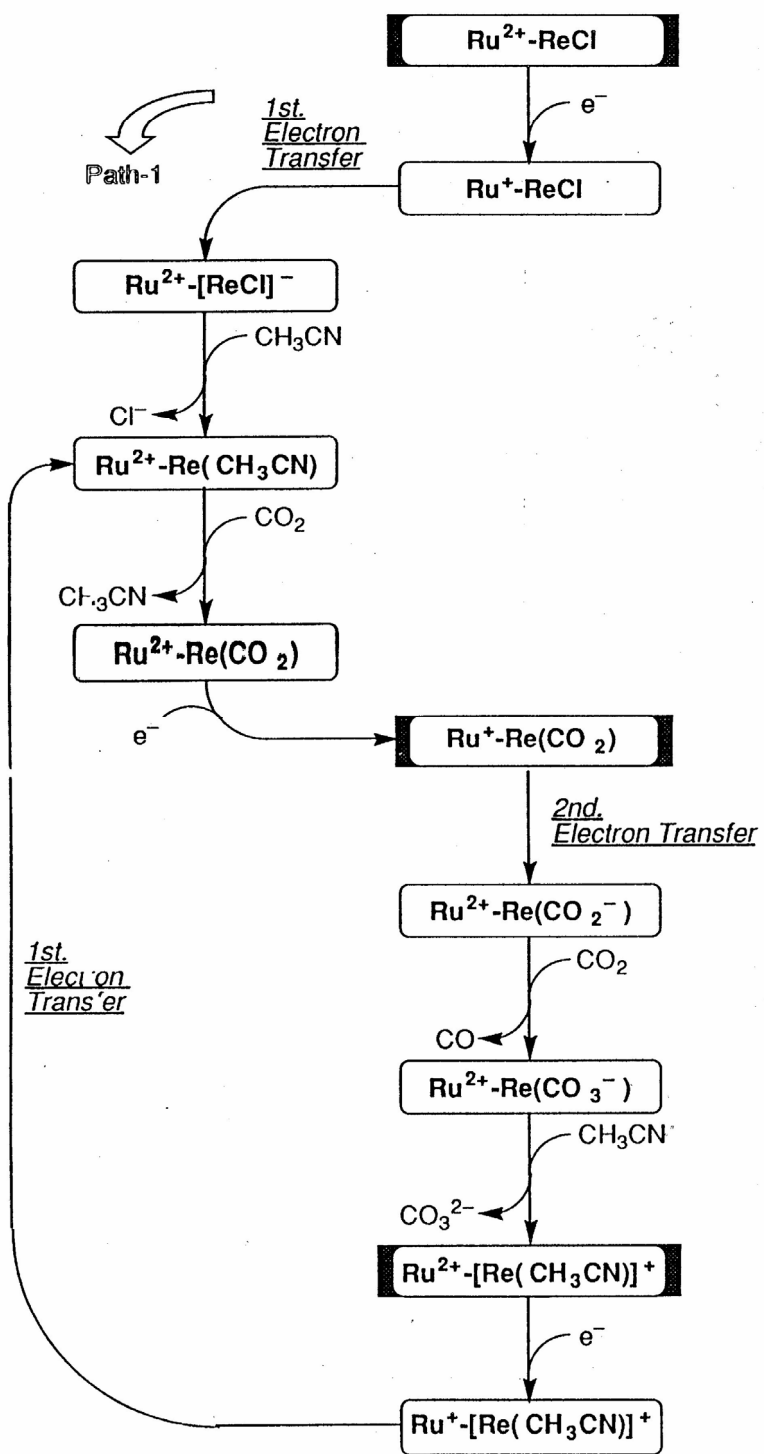 Ru²⁺-ReCl
e⁻
1st.
Electron
Transfer
Path-1
Ru⁺-ReCl
Ru²⁺-[ReCl]⁻
CH₃CN
Cl⁻
Ru²⁺-Re(CH₃CN)
CO₂
CH₃CN
Ru²⁺-Re(CO₂)
e⁻
Ru⁺-Re(CO₂)
2nd.
Electron Transfer
Ru²⁺-Re(CO₂⁻)
1st.
Electron
Transfer
CO₂
CO
Ru²⁺-Re(CO₃⁻)
CH₃CN
CO₃²⁻
Ru²⁺-[Re(CH₃CN)]⁺
e⁻
Ru⁺-[Re(CH₃CN)]⁺